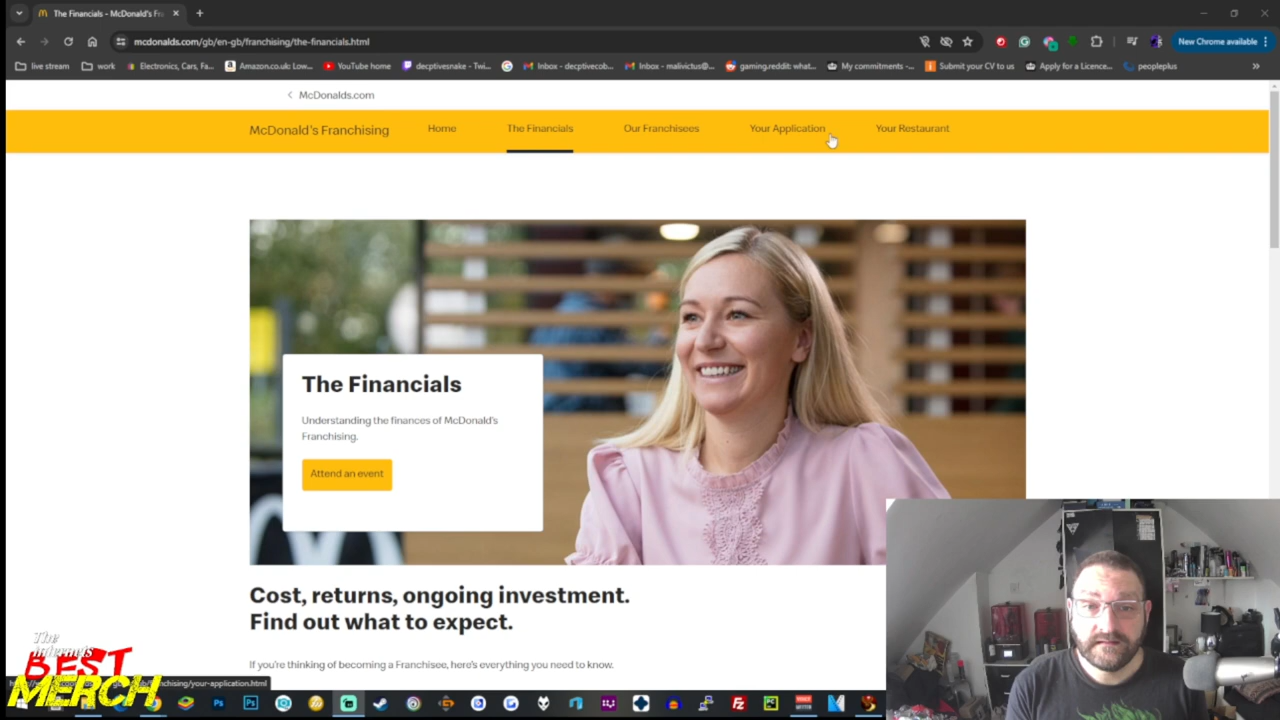 The Financials - McDonald's Fr
mcdonalds.com/gb/en-gb/franchising/the-financials.html
New Chrome available
live stream
work
Electronics, Cars, Fa...
Amazon.co.uk: Low...
YouTube home
decptivesnake - Twi...
Inbox - decptivecob...
Inbox - malivictus@...
gaming.reddit: what...
My commitments -...
Submit your CV to us
Apply for a Licence...
peopleplus
McDonalds.com
McDonald's Franchising
Home
The Financials
Our Franchisees
Your Application
Your Restaurant
The Financials
Understanding the finances of McDonald's
Franchising.
Attend an event
Cost, returns, ongoing investment.
Find out what to expect.
If you're thinking of becoming a Franchisee, here's everything you need to know.
The
internets
BEST
MERCH